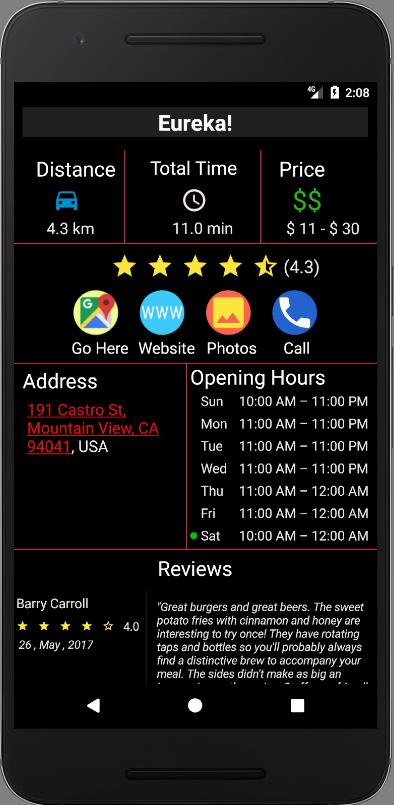 4G 2:08
Eureka!
Distance Total Time Price
$$
4.3 km 11.0 min $ 11 - $ 30
(4.3)
G WWW
Go Here Website Photos Call
Address
191 Castro St,
Mountain View, CA
94041, USA
Opening Hours
Sun 10:00 AM – 11:00 PM
Mon 11:00 AM – 11:00 PM
Tue 11:00 AM – 11:00 PM
Wed 11:00 AM – 11:00 PM
Thu 11:00 AM – 12:00 AM
Fri 11:00 AM – 12:00 AM
Sat 10:00 AM – 12:00 AM
Reviews
Barry Carroll
4.0
26 , May , 2017
"Great burgers and great beers. The sweet
potato fries with cinnamon and honey are
interesting to try once! They have rotating
taps and bottles so you'll probably always
find a distinctive brew to accompany your
meal. The sides didn't make as big an